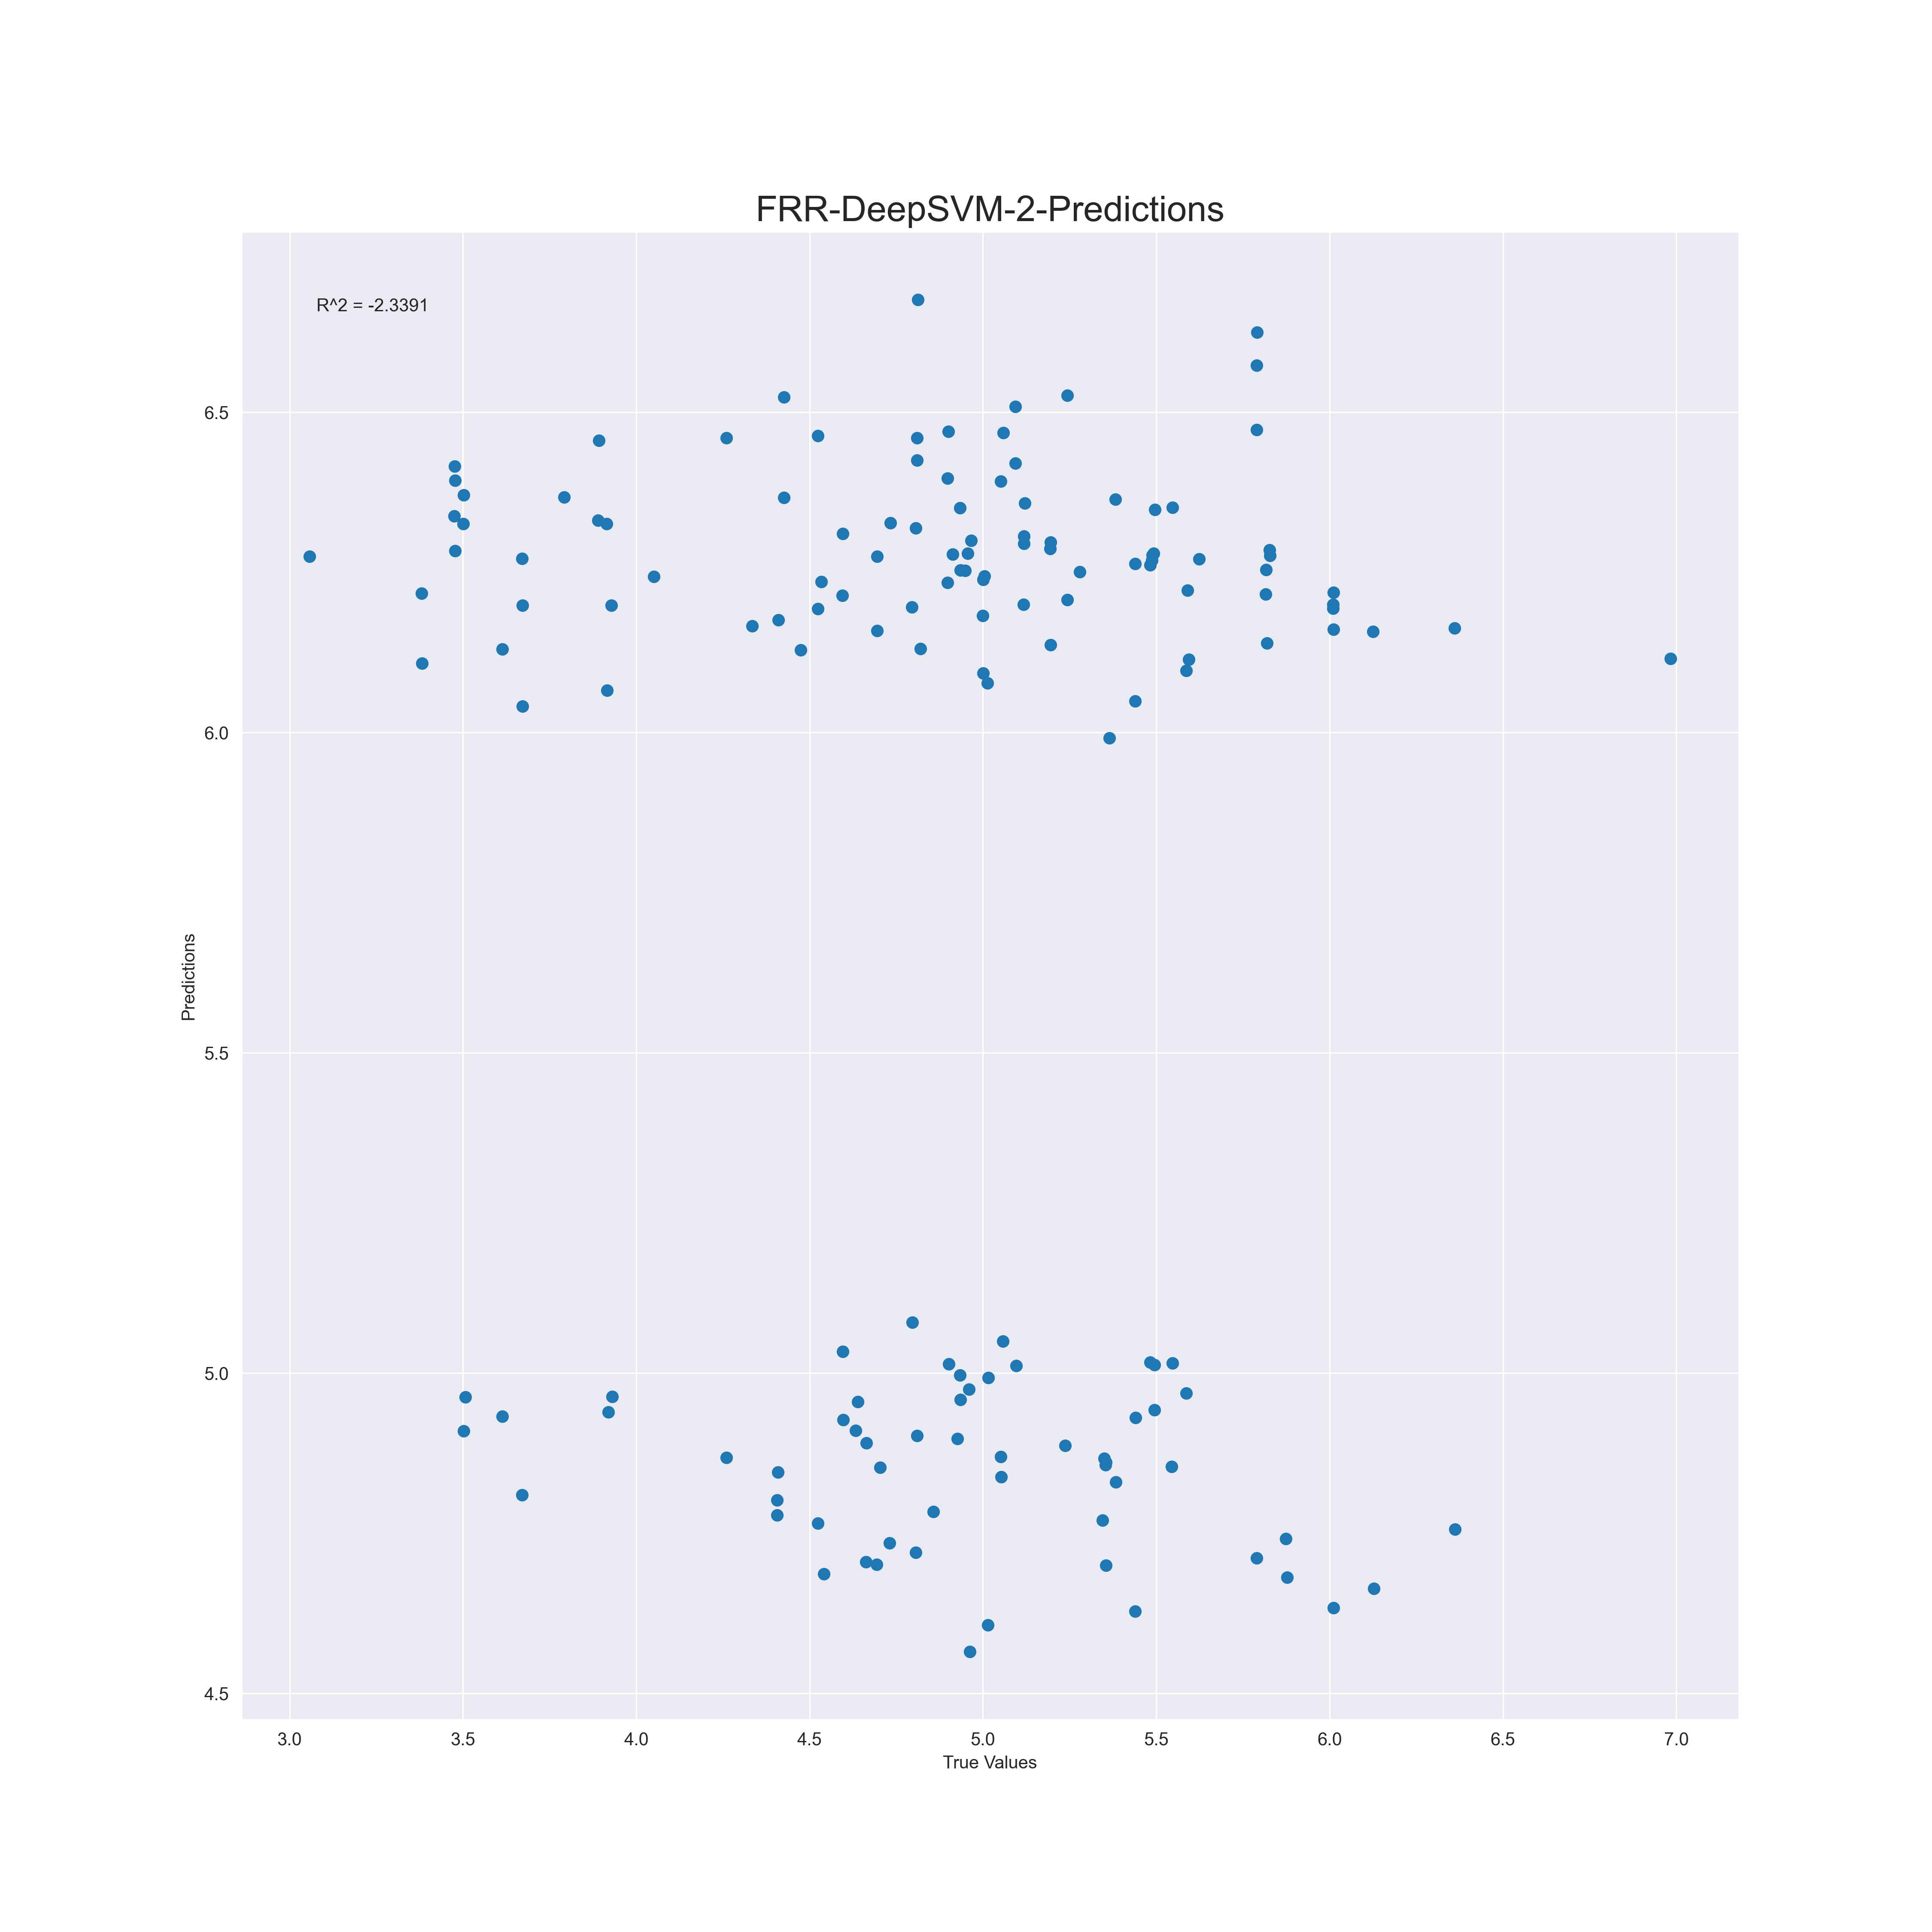 FRR-DeepSVM-2-Predictions
R^2 = -2.3391
6.5
6.0
5.5
5.0
4.5
Predictions
3.0 3.5 4.0 4.5 5.0 5.5 6.0 6.5 7.0
True Values